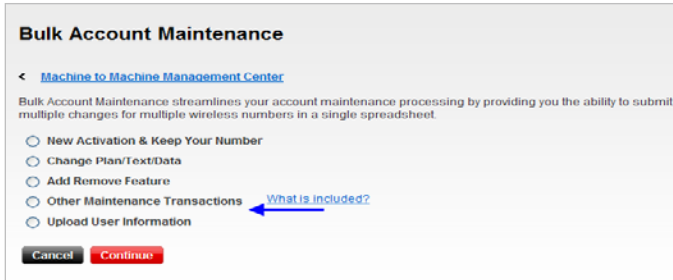 Bulk Account Maintenance
< Machine to Machine Management Center
Bulk Account Maintenance streamlines your account maintenance processing by providing you the ability to submit
multiple changes for multiple wireless numbers in a single spreadsheet.
New Activation & Keep Your Number
Change Plan/Text/Data
Add Remove Feature
Other Maintenance Transactions What is included?
Upload User Information
Cancel Continue